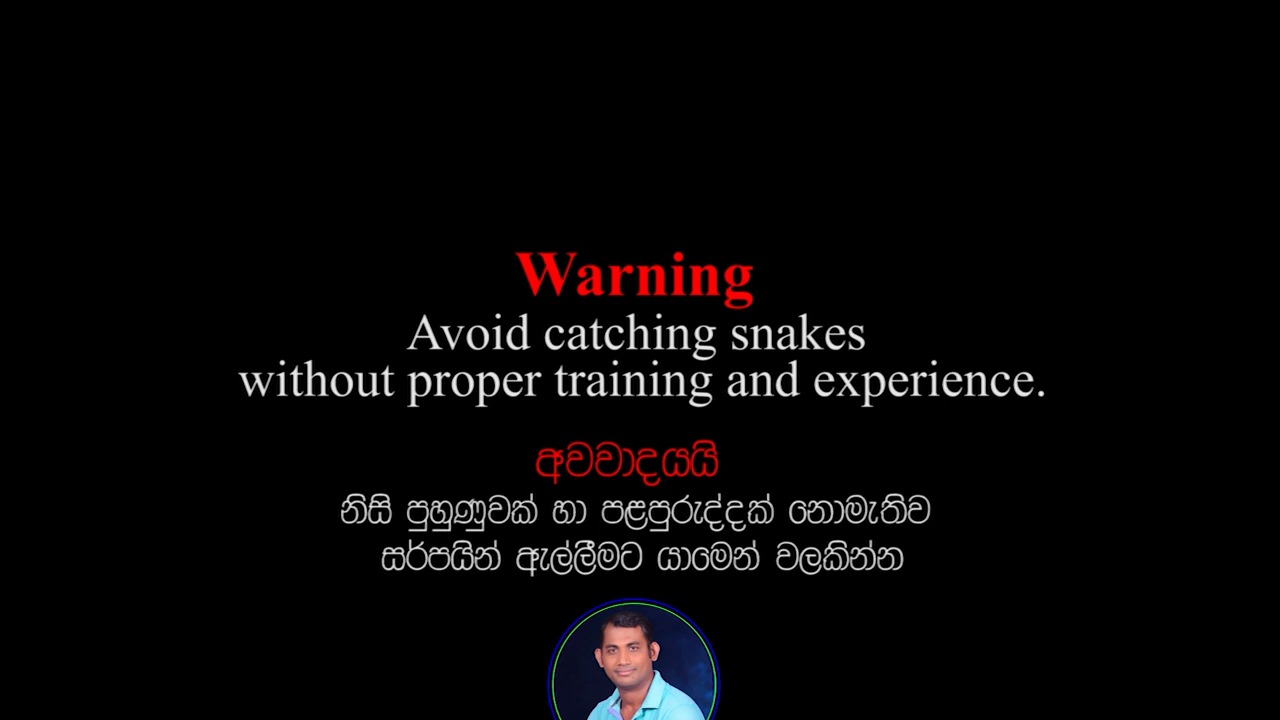 Warning
Avoid catching snakes
without proper training and experience.
අවවාදයයි
නිසි පුහුණුවක් හා පළපුරුද්දක් නොමැතිව
සර්පයින් ඇල්ලීමට යාමෙන් වලකින්න